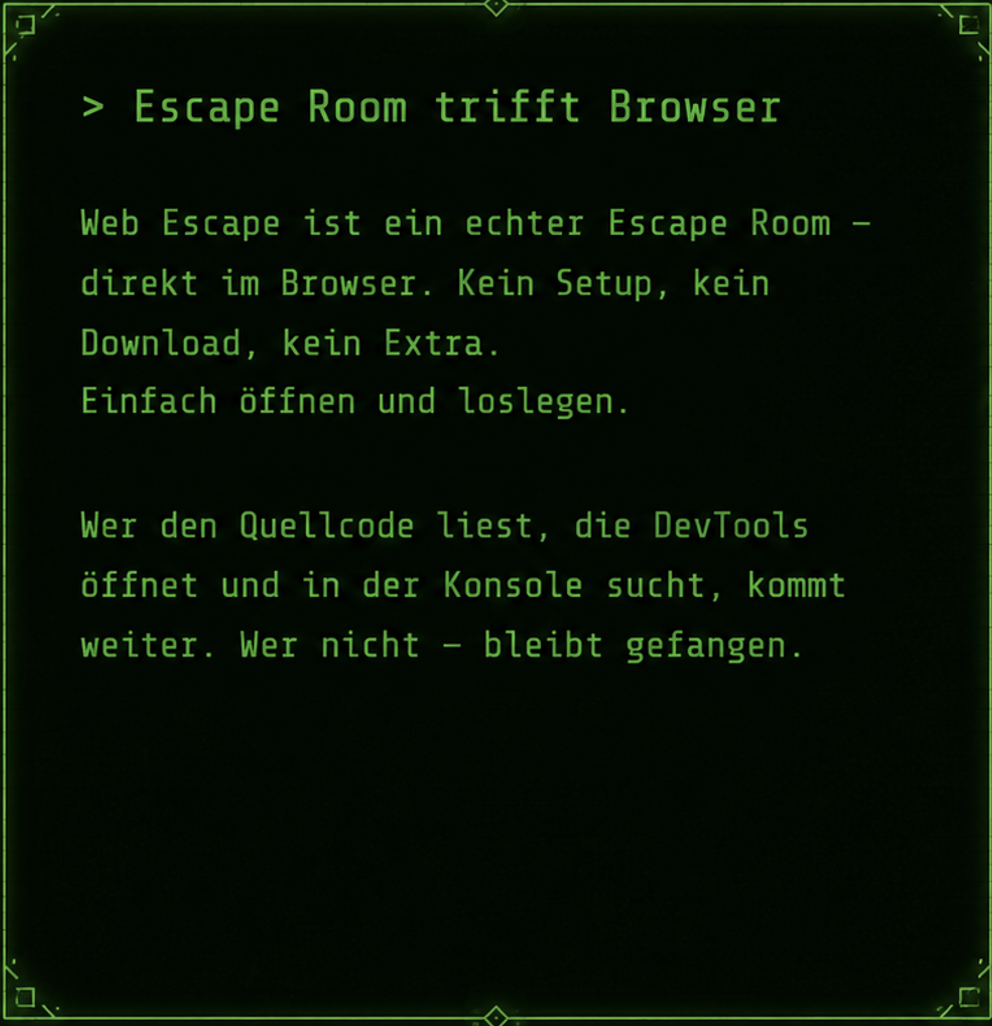 > Escape Room trifft Browser
Web Escape ist ein echter Escape Room –
direkt im Browser. Kein Setup, kein
Download, kein Extra.
Einfach öffnen und loslegen.
Wer den Quellcode liest, die DevTools
öffnet und in der Konsole sucht, kommt
weiter. Wer nicht – bleibt gefangen.